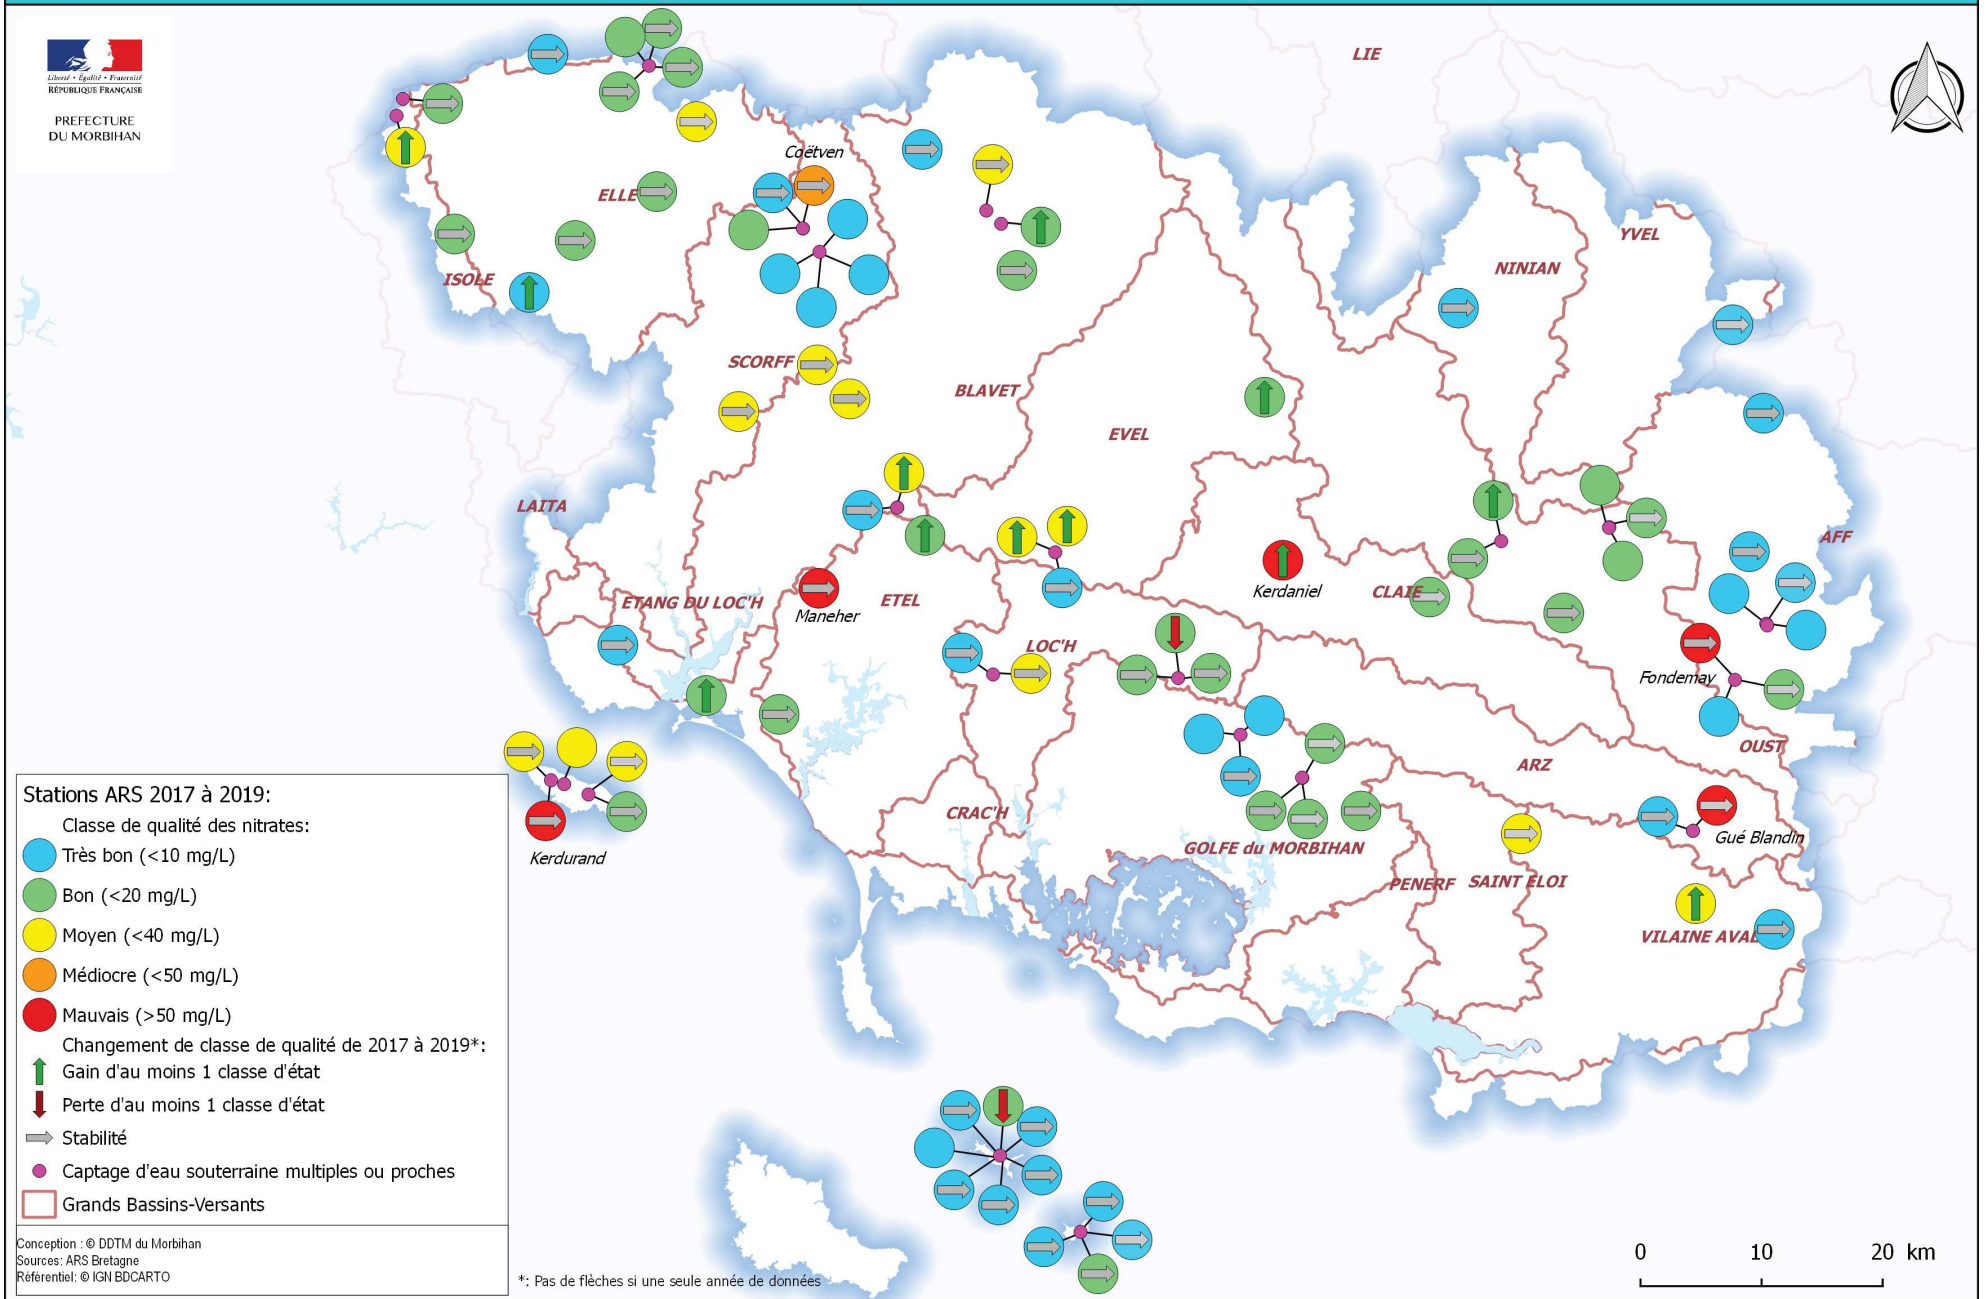 Liberté • Égalité • Fraternité
RÉPUBLIQUE FRANÇAISE
PREFECTURE
DU MORBIHAN
LIE
Coëtven
ELLE
YVEL
NINIAN
ISOLE
SCORFF
BLAVET
EVEL
LAITA
AFF
Kerdaniel
CLAIE
ETANG DU LOC'H
ETEL
Maneher
LOC'H
Fondemay
OUST
ARZ
CRAC'H
Gué Blandin
GOLFE du MORBIHAN
Kerdurand
PENERF
SAINT ELOI
VILAINE AVAL
Stations ARS 2017 à 2019:
Classe de qualité des nitrates:
Très bon (<10 mg/L)
Bon (<20 mg/L)
Moyen (<40 mg/L)
Médiocre (<50 mg/L)
Mauvais (>50 mg/L)
Changement de classe de qualité de 2017 à 2019*:
Gain d'au moins 1 classe d'état
Perte d'au moins 1 classe d'état
Stabilité
Captage d'eau souterraine multiples ou proches
Grands Bassins-Versants
Conception : © DDTM du Morbihan
Sources: ARS Bretagne
Référentiel: © IGN BDCARTO
*: Pas de flèches si une seule année de données
0 10 20 km